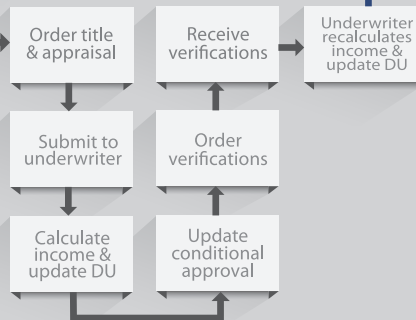 Order title
& appraisal
Submit to
underwriter
Calculate
income &
update DU
Update
conditional
approval
Order
verifications
Receive
verifications
Underwriter
recalculates
income &
update DU